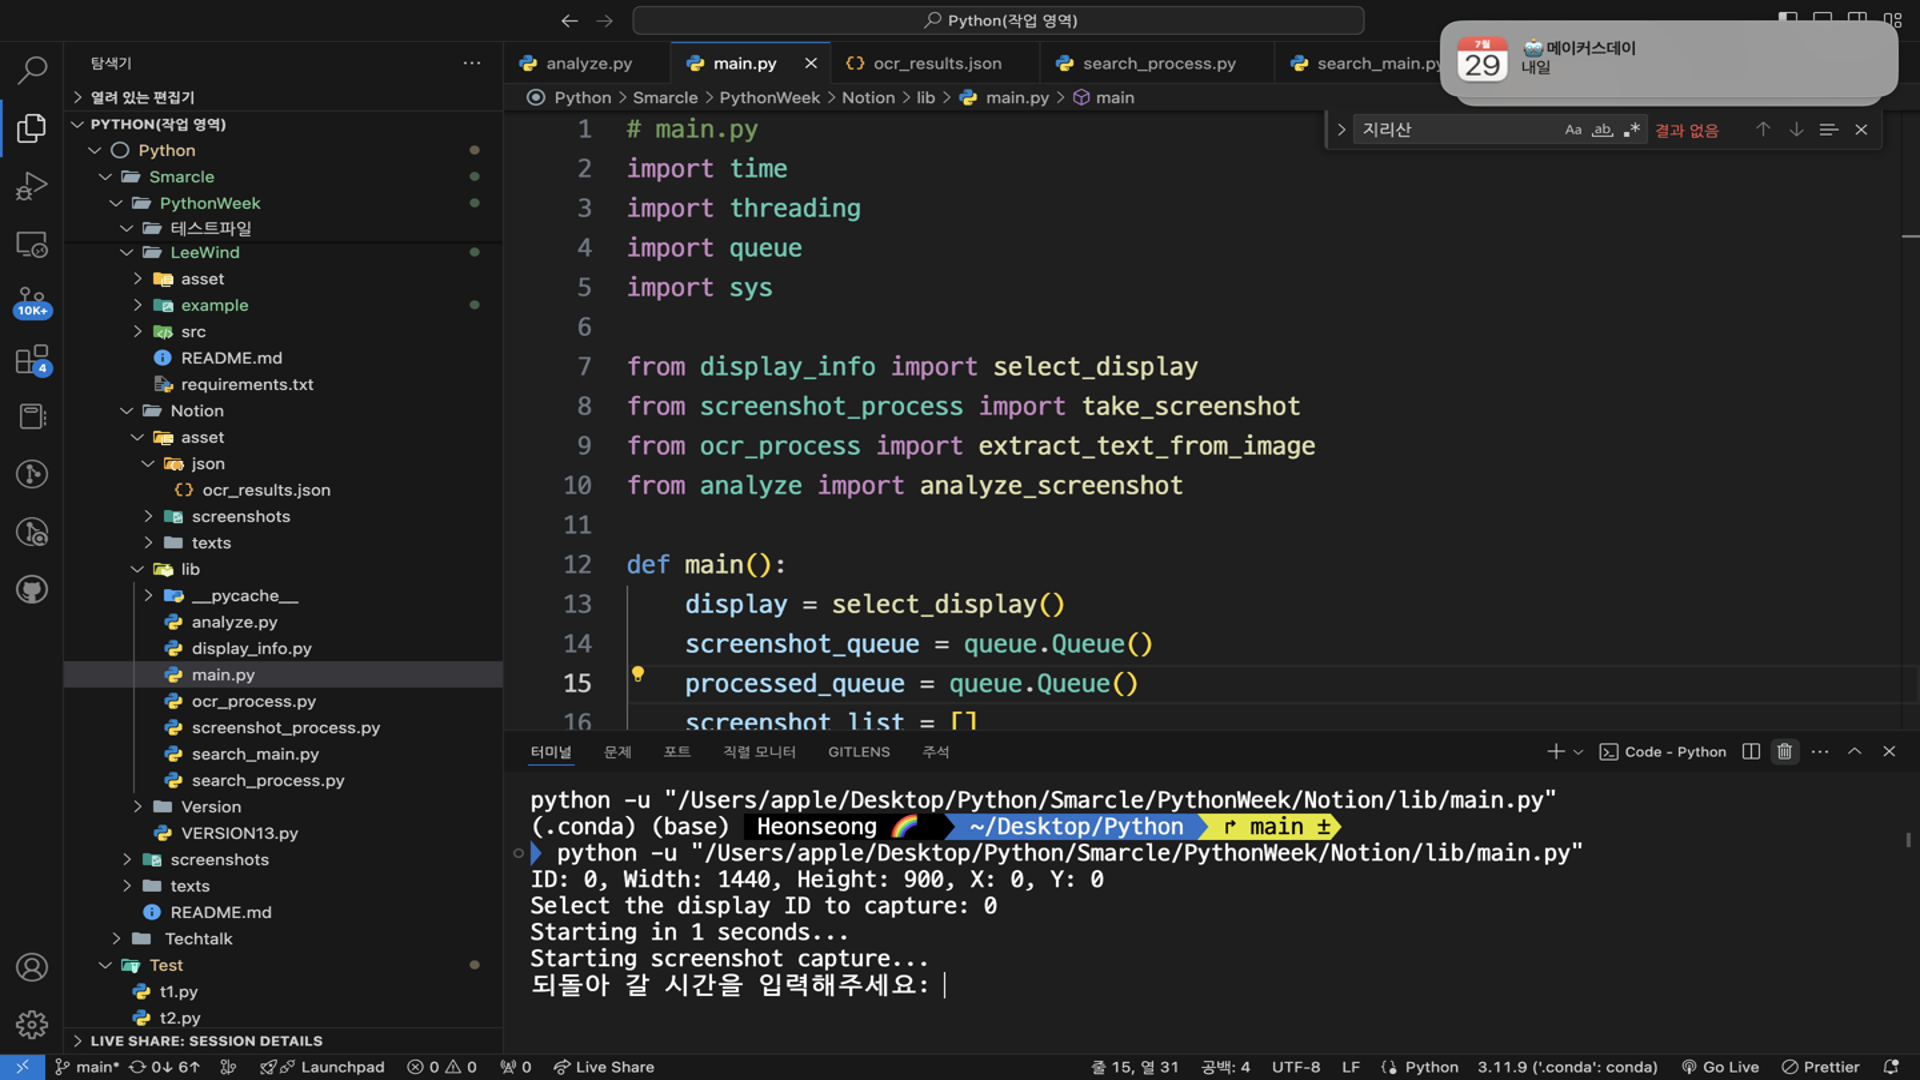 Python(작업 영역)
7월
29
메이커스데이
내일
탐색기
열려 있는 편집기
PYTHON(작업 영역)
Python
Smarcle
PythonWeek
테스트파일
LeeWind
asset
example
src
README.md
requirements.txt
Notion
asset
json
ocr_results.json
screenshots
texts
lib
__pycache__
analyze.py
display_info.py
main.py
ocr_process.py
screenshot_process.py
search_main.py
search_process.py
Version
VERSION13.py
screenshots
texts
README.md
Techtalk
Test
t1.py
t2.py
LIVE SHARE: SESSION DETAILS
10K+
4
analyze.py
main.py
ocr_results.json
search_process.py
search_main.py
Python > Smarcle > PythonWeek > Notion > lib > main.py > main
지리산
Aa ab .* 결과 없음
1 # main.py
2 import time
3 import threading
4 import queue
5 import sys
6
7 from display_info import select_display
8 from screenshot_process import take_screenshot
9 from ocr_process import extract_text_from_image
10 from analyze import analyze_screenshot
11
12 def main():
13 display = select_display()
14 screenshot_queue = queue.Queue()
15 processed_queue = queue.Queue()
16 screenshot_list = []
터미널 문제 포트 직렬 모니터 GITLENS 주석
Code - Python
python -u "/Users/apple/Desktop/Python/Smarcle/PythonWeek/Notion/lib/main.py"
(.conda) (base) Heonseong ~/Desktop/Python main ±
python -u "/Users/apple/Desktop/Python/Smarcle/PythonWeek/Notion/lib/main.py"
ID: 0, Width: 1440, Height: 900, X: 0, Y: 0
Select the display ID to capture: 0
Starting in 1 seconds...
Starting screenshot capture...
되돌아 갈 시간을 입력해주세요:
main* 0↓ 6↑ Launchpad 0 0 0 Live Share
줄 15, 열 31 공백: 4 UTF-8 LF Python 3.11.9 ('.conda': conda) Go Live Prettier